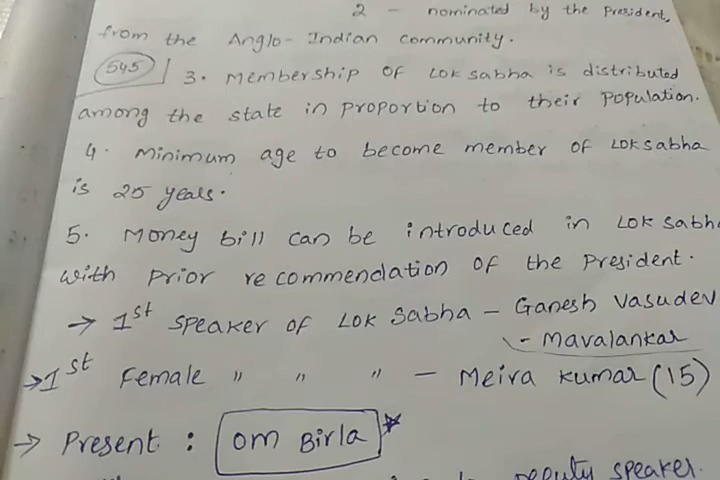 2 - nominated by the President,
from the Anglo-Indian community.
545
3. Membership of Lok sabha is distributed
among the state in proportion to their Population.
4. Minimum age to become member of Loksabha
is 25 years.
5. Money bill can be introduced in Lok sabha
with Prior recommendation of the President.
→ 1st speaker of Lok Sabha - Ganesh Vasudev
- Mavalankar
→ 1st Female " " " - Meira Kumar (15)
→ Present : Om Birla
deputy speaker.